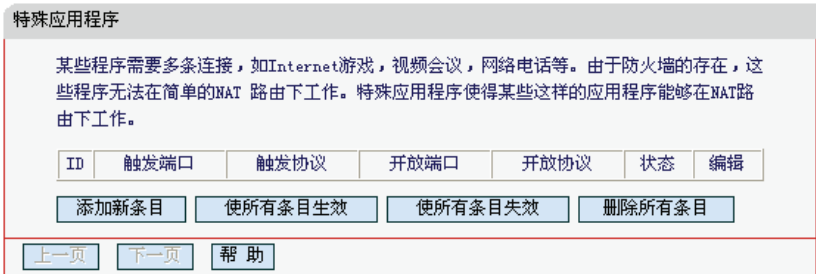 特殊应用程序
某些程序需要多条连接，如Internet游戏，视频会议，网络电话等。由于防火墙的存在，这
些程序无法在简单的NAT 路由下工作。特殊应用程序使得某些这样的应用程序能够在NAT路
由下工作。
ID 触发端口 触发协议 开放端口 开放协议 状态 编辑
添加新条目 使所有条目生效 使所有条目失效 删除所有条目
上一页 下一页 帮 助